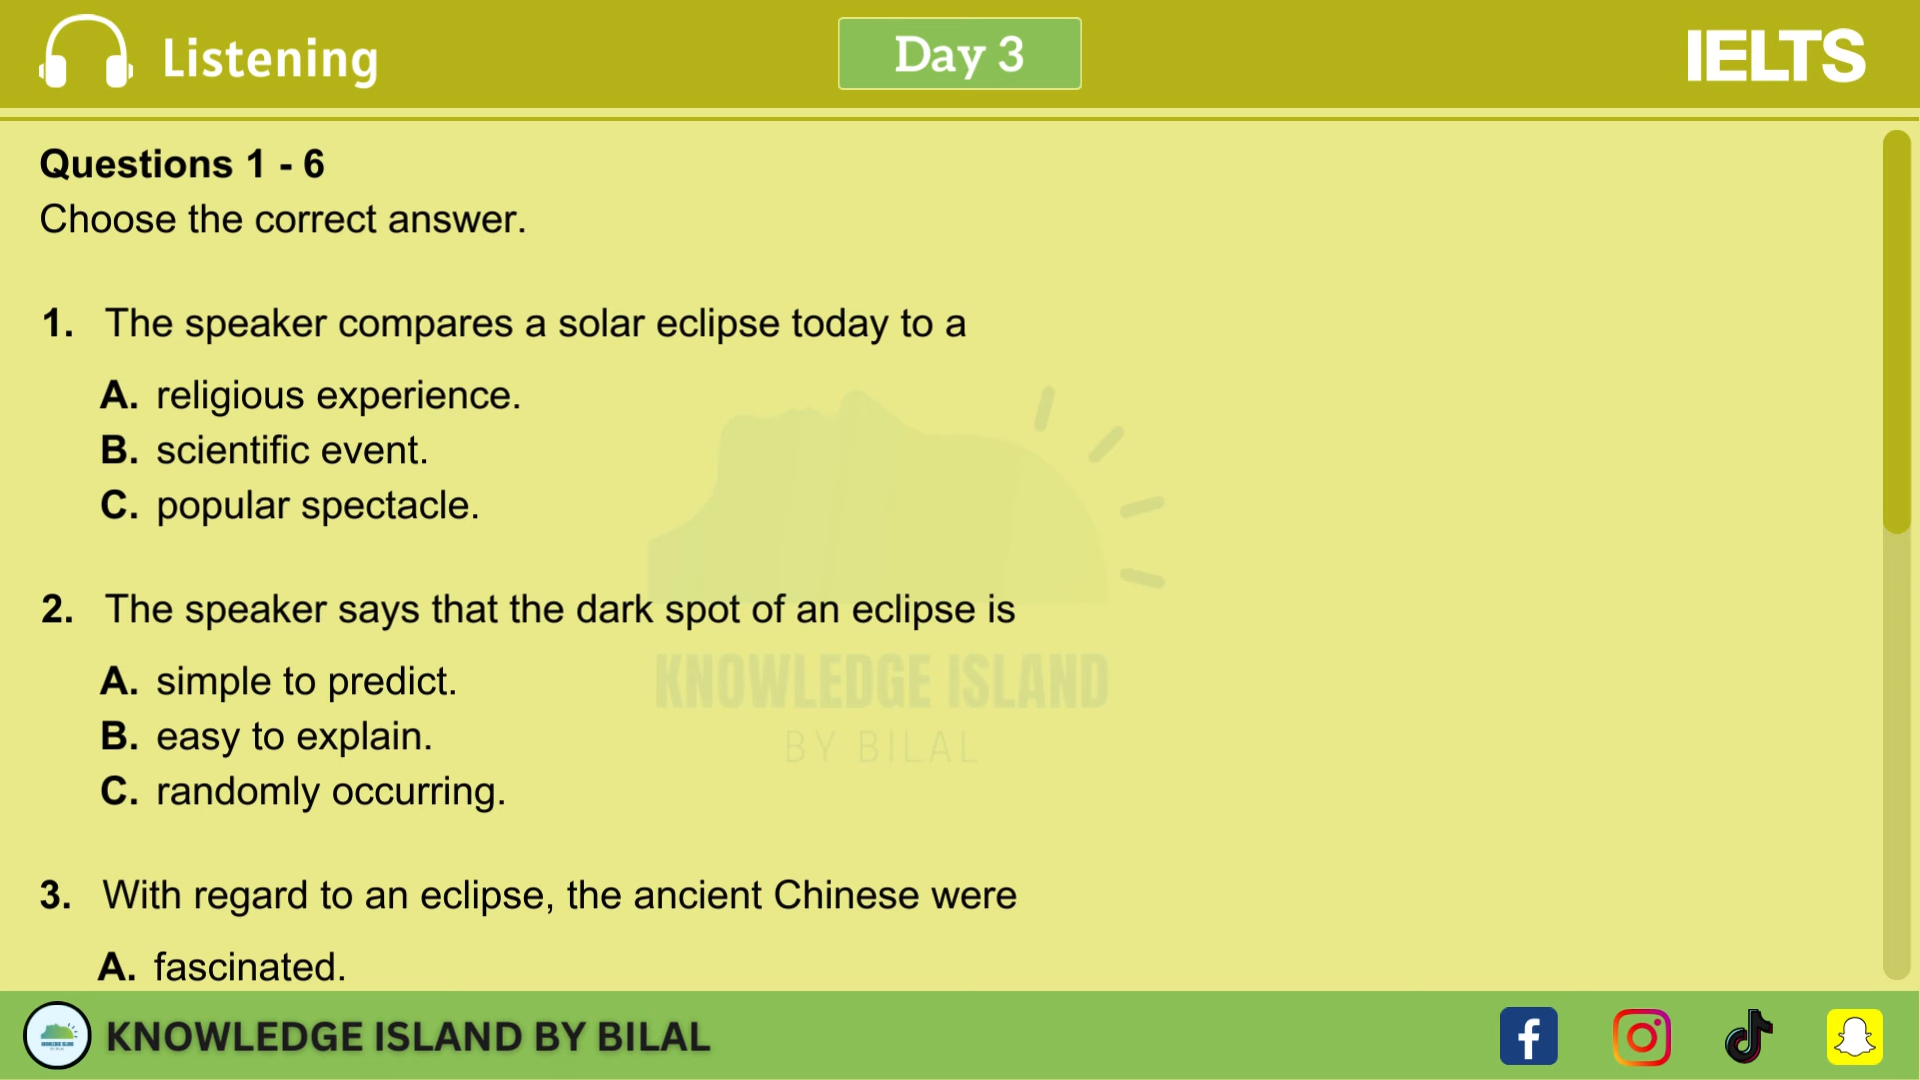 Listening
Day 3
IELTS
Questions 1 - 6
Choose the correct answer.
1. The speaker compares a solar eclipse today to a
A. religious experience.
B. scientific event.
C. popular spectacle.
2. The speaker says that the dark spot of an eclipse is
A. simple to predict.
B. easy to explain.
C. randomly occurring.
3. With regard to an eclipse, the ancient Chinese were
A. fascinated.
KNOWLEDGE ISLAND
BY BILAL
KNOWLEDGE ISLAND BY BILAL